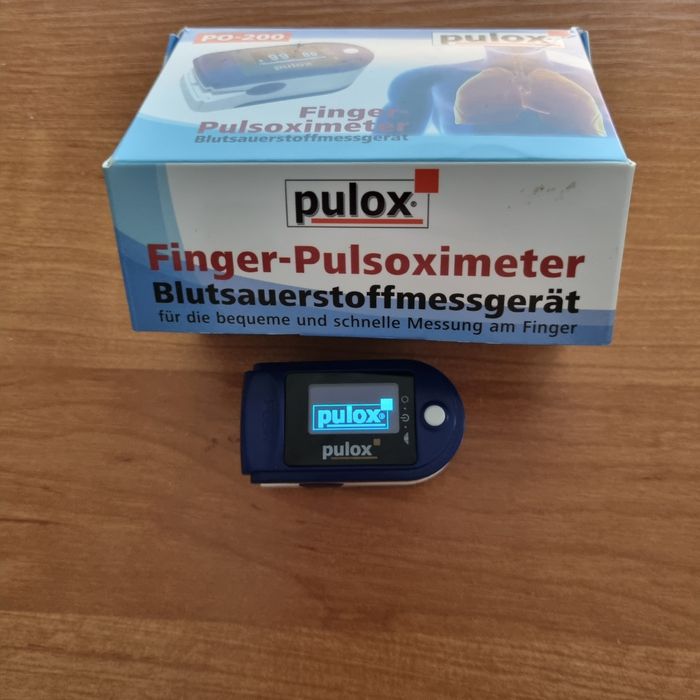 PO-200
pulox
pulox
Finger-
Pulsoximeter
Blutsauerstoffmessgerät
pulox®
Finger-Pulsoximeter
Blutsauerstoffmessgerät
für die bequeme und schnelle Messung am Finger
pulox®
pulox